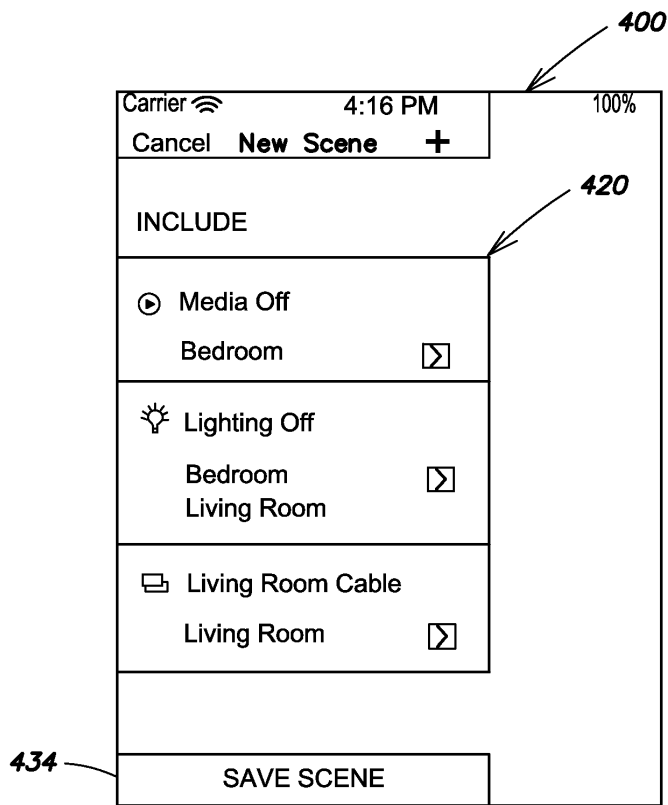 400
Carrier 4:16 PM 100%
Cancel New Scene +
420
INCLUDE
Media Off
Bedroom
Lighting Off
Bedroom
Living Room
Living Room Cable
Living Room
434
SAVE SCENE